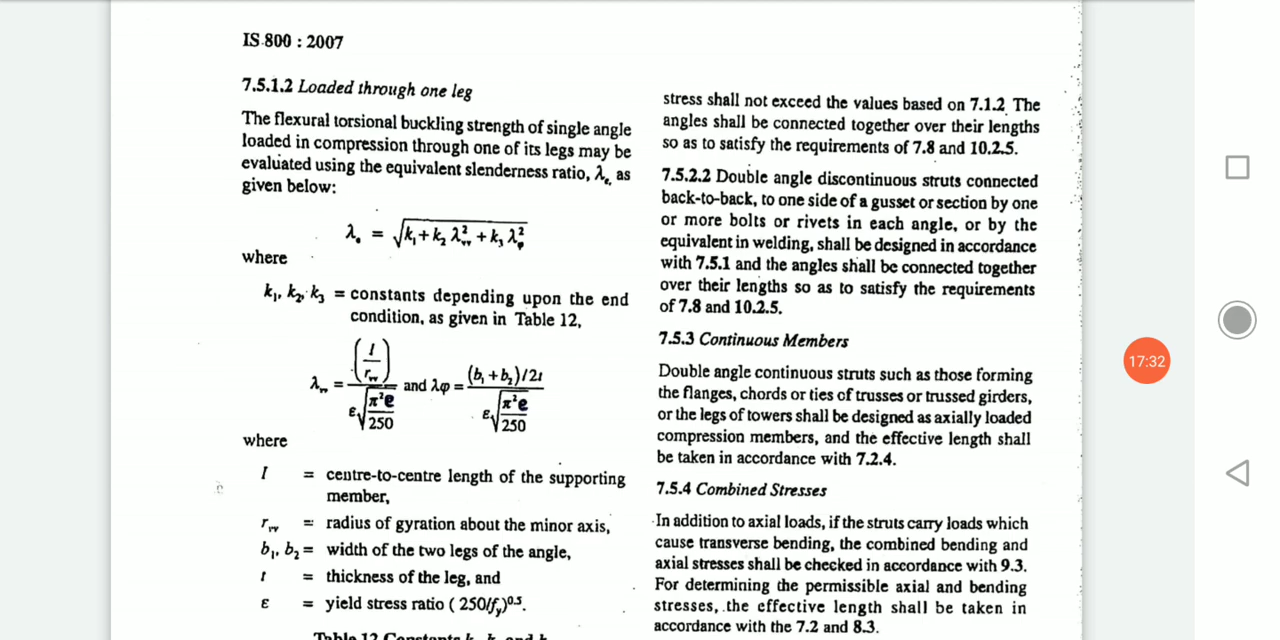 IS 800 : 2007
7.5.1.2 Loaded through one leg
The flexural torsional buckling strength of single angle
loaded in compression through one of its legs may be
evaluated using the equivalent slenderness ratio, λe, as
given below:
λe = √(k₁ + k₂ λ²vv + k₃ λ²φ)
where
k₁, k₂, k₃ = constants depending upon the end
condition, as given in Table 12,
λvv = (l / rvv) / (ε √(π²e / 250)) and λφ = ((b₁ + b₂)/2t) / (ε √(π²e / 250))
where
l = centre-to-centre length of the supporting
member,
rvv = radius of gyration about the minor axis,
b₁, b₂ = width of the two legs of the angle,
t = thickness of the leg, and
ε = yield stress ratio ( 250/fy)⁰·⁵.
Table 12 Constants k₁, k₂ and k₃
stress shall not exceed the values based on 7.1.2 The
angles shall be connected together over their lengths
so as to satisfy the requirements of 7.8 and 10.2.5.
7.5.2.2 Double angle discontinuous struts connected
back-to-back, to one side of a gusset or section by one
or more bolts or rivets in each angle, or by the
equivalent in welding, shall be designed in accordance
with 7.5.1 and the angles shall be connected together
over their lengths so as to satisfy the requirements
of 7.8 and 10.2.5.
7.5.3 Continuous Members
Double angle continuous struts such as those forming
the flanges, chords or ties of trusses or trussed girders,
or the legs of towers shall be designed as axially loaded
compression members, and the effective length shall
be taken in accordance with 7.2.4.
7.5.4 Combined Stresses
In addition to axial loads, if the struts carry loads which
cause transverse bending, the combined bending and
axial stresses shall be checked in accordance with 9.3.
For determining the permissible axial and bending
stresses, the effective length shall be taken in
accordance with the 7.2 and 8.3.
17:32